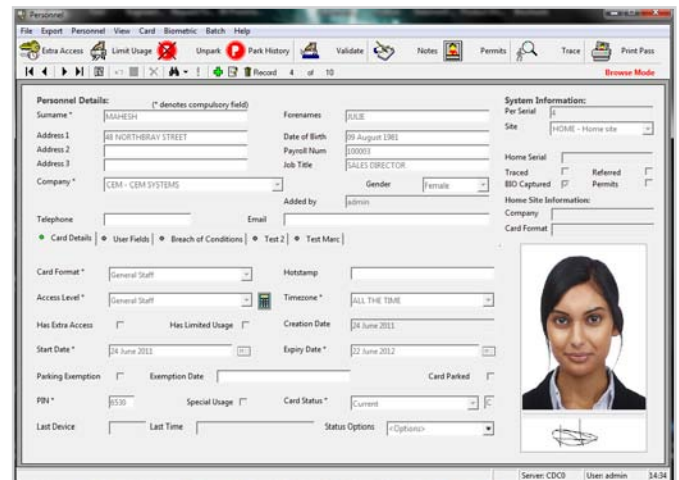 Personnel
File Export Personnel View Card Biometric Batch Help
Extra Access Limit Usage Unpark Park History Validate Notes Permits Trace Print Pass
Record 4 of 10 Browse Mode
Personnel Details: (* denotes compulsory field) System Information:
Surname * MAHESH Forenames JULIE Per Serial 4
Site HOME - Home site
Address 1 48 NORTHBRAY STREET Date of Birth 09 August 1981
Address 2 Payroll Num 100003
Address 3 Job Title SALES DIRECTOR Home Serial
Traced Referred
Company * CEM - CEM SYSTEMS Gender Female BIO Captured Permits
Added by admin Home Site Information:
Company
Telephone Email Card Format
Card Details User Fields Breach of Conditions Test 2 Test Marc
Card Format * General Staff Hotstamp
Access Level * General Staff Timezone * ALL THE TIME
Has Extra Access Has Limited Usage Creation Date 24 June 2011
Start Date * 24 June 2011 Expiry Date * 22 June 2012
Parking Exemption Exemption Date Card Parked
PIN * 6530 Special Usage Card Status * Current C
Last Device Last Time Status Options <Options>
Server: CDC0 User: admin 14:34